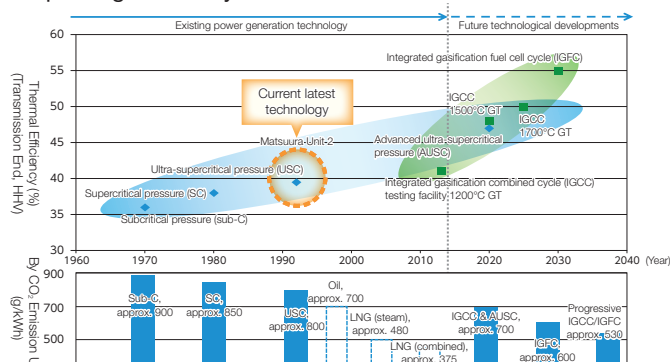 Existing power generation technology
Future technological developments
60
55
50
45
40
35
30
Thermal Efficiency (%)
(Transmission End, HHV)
Integrated gasification fuel cell cycle (IGFC)
Current latest
technology
IGCC
1500°C GT
IGCC
1700°C GT
Matsuura-Unit-2
Advanced ultra-supercritical
pressure (AUSC)
Ultra-supercritical pressure (USC)
Integrated gasification combined cycle (IGCC)
testing facility 1200°C GT
Supercritical pressure (SC)
Subcritical pressure (sub-C)
1960
1970
1980
1992
2000
2010
2020
2030
2040
(Year)
900
700
500
By CO₂ Emission U
(g/kWh)
Sub-C,
approx. 900
SC,
approx. 850
USC,
approx. 800
Oil,
approx. 700
LNG (steam),
approx. 480
LNG (combined),
approx. 375
IGCC & AUSC,
approx. 700
IGFC,
approx. 600
Progressive
IGCC/IGFC
approx. 530